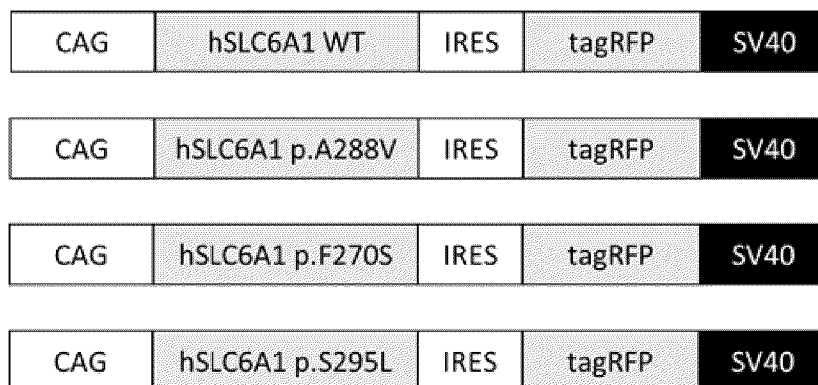 CAG hSLC6A1 WT IRES tagRFP SV40
CAG hSLC6A1 p.A288V IRES tagRFP SV40
CAG hSLC6A1 p.F270S IRES tagRFP SV40
CAG hSLC6A1 p.S295L IRES tagRFP SV40